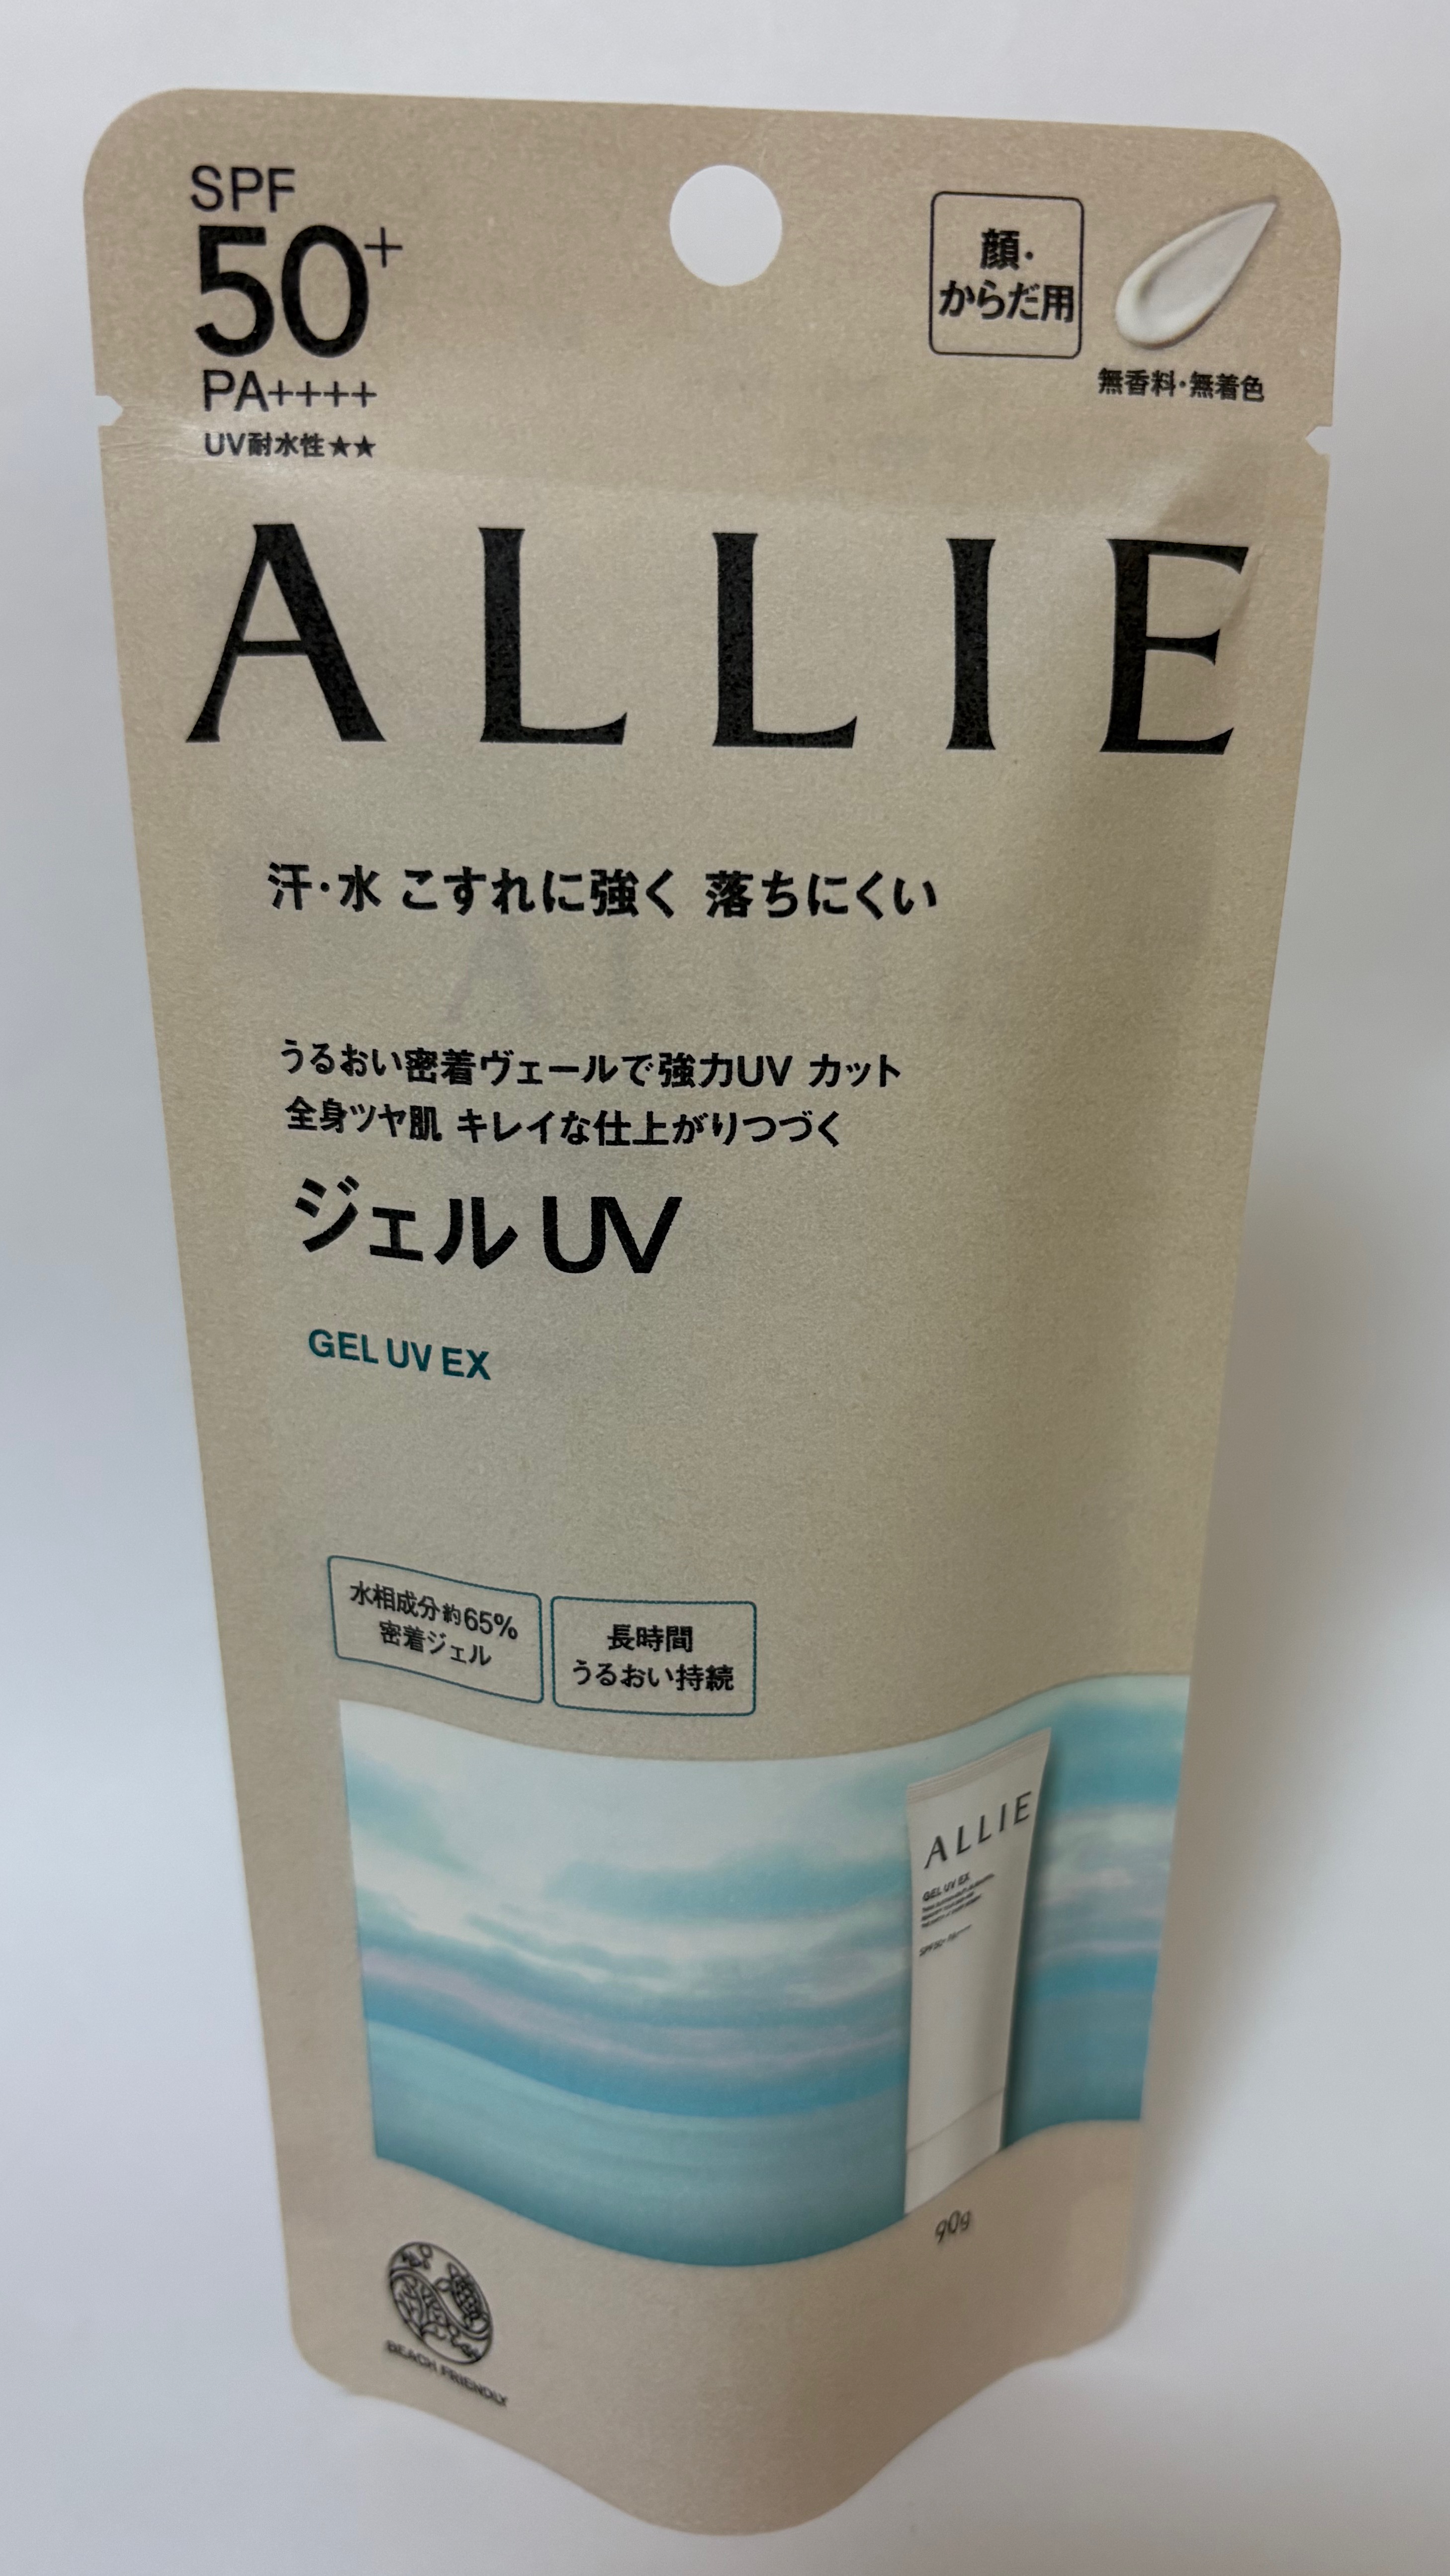 SPF
50+
PA++++
UV耐水性★★
顔・
からだ用
無香料・無着色
ALLIE
汗・水 こすれに強く 落ちにくい
うるおい密着ヴェールで強力UV カット
全身ツヤ肌 キレイな仕上がりつづく
ジェル UV
GEL UV EX
水相成分約65%
密着ジェル
長時間
うるおい持続
ALLIE
GEL UV EX
SPF50+ PA++++
90g
BEACH FRIENDLY